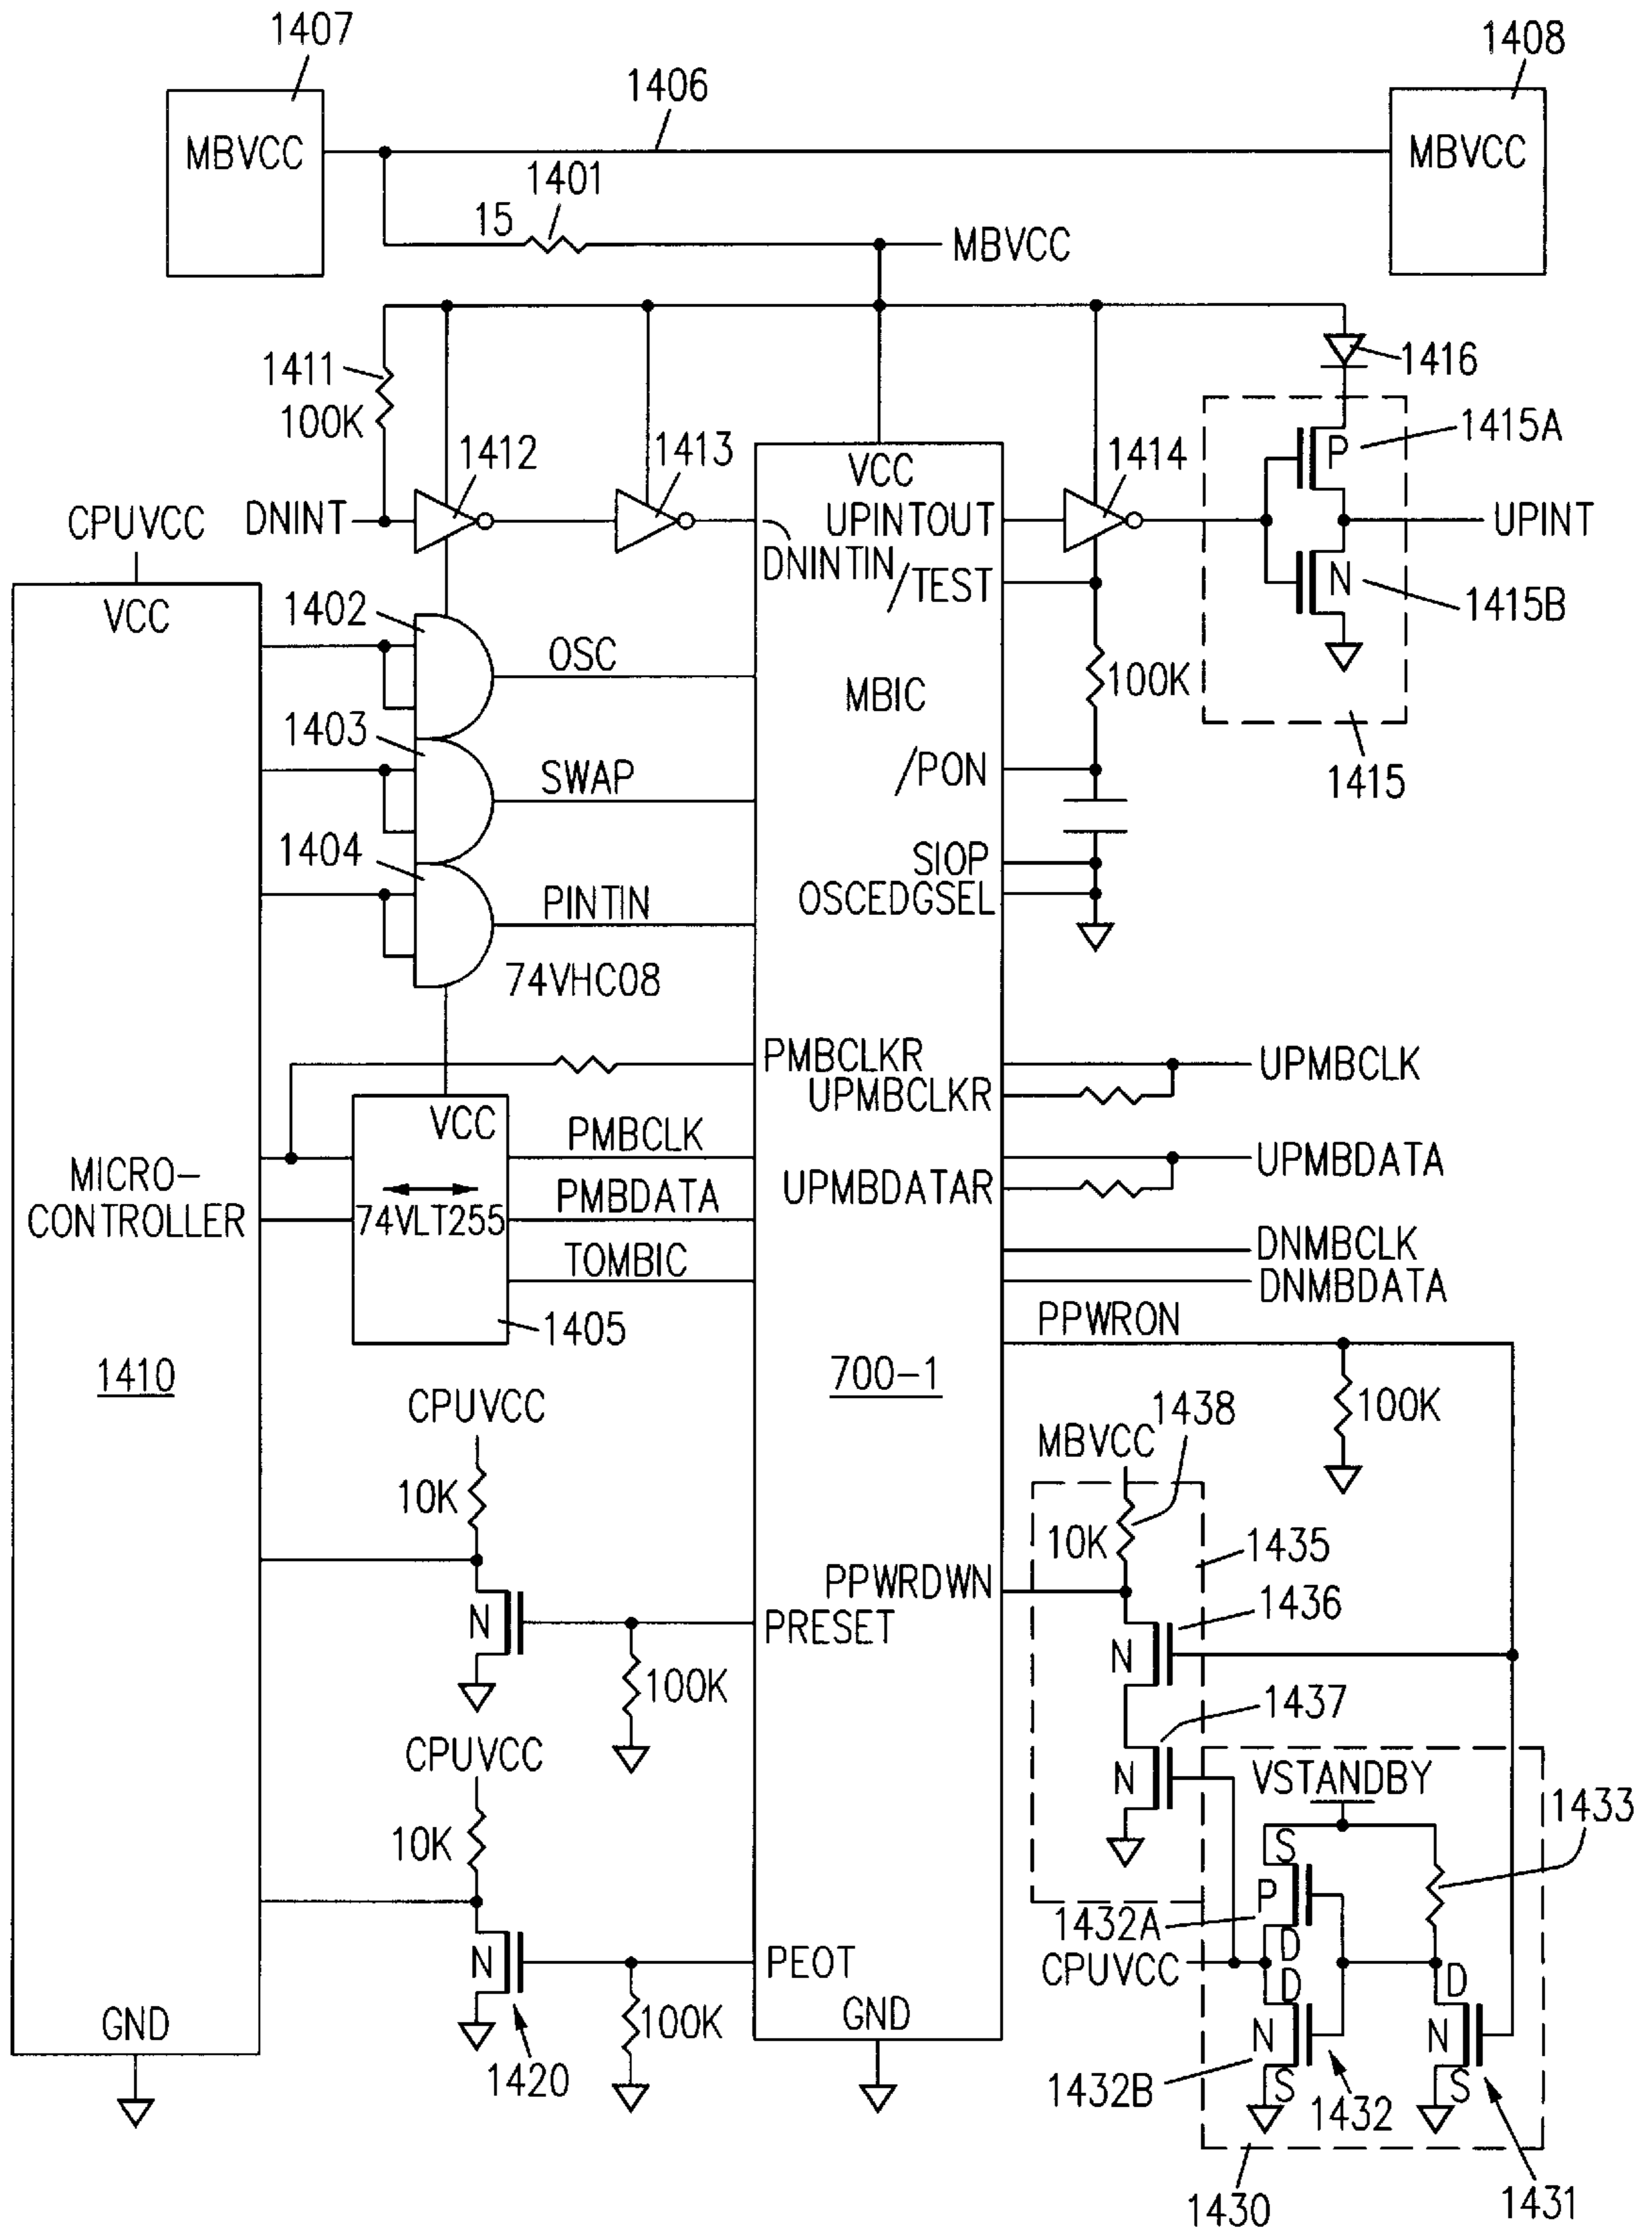 1407
1408
1406
MBVCC
MBVCC
1401
15
MBVCC
1411
100K
1416
1412
1413
1414
1415A
VCC
P
CPUVCC
DNINT
UPINTOUT
UPINT
DNINTIN
/TEST
N
1415B
VCC
1402
OSC
MBIC
100K
1403
SWAP
/PON
1415
1404
SIOP
PINTIN
OSCEDGSEL
74VHC08
PMBCLKR
UPMBCLK
UPMBCLKR
VCC
PMBCLK
MICRO-
UPMBDATA
UPMBDATAR
CONTROLLER
74VLT255
PMBDATA
DNMBCLK
TOMBIC
DNMBDATA
PPWRON
1405
1410
700-1
CPUVCC
1438
100K
MBVCC
10K
10K
1435
PPWRDWN
1436
N
PRESET
N
100K
1437
CPUVCC
N
VSTANDBY
1433
10K
S
P
1432A
D
CPUVCC
N
PEOT
D
D
GND
100K
GND
N
N
1420
1432B
S
1432
S
1430
1431